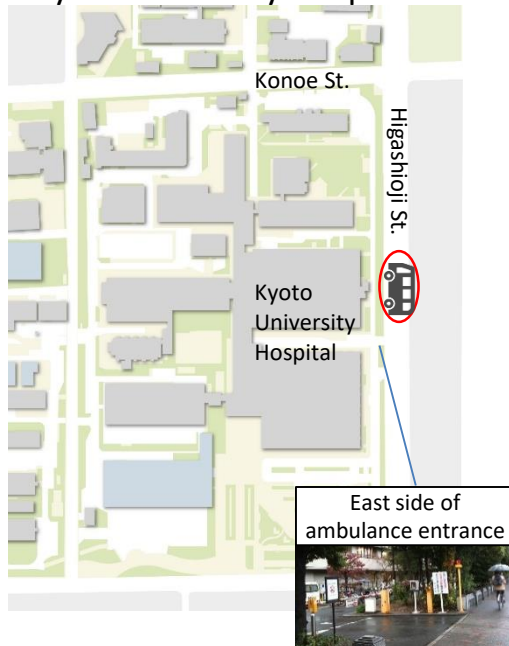 Konoe St.
Higashioji St.
Kyoto
University
Hospital
East side of
ambulance entrance